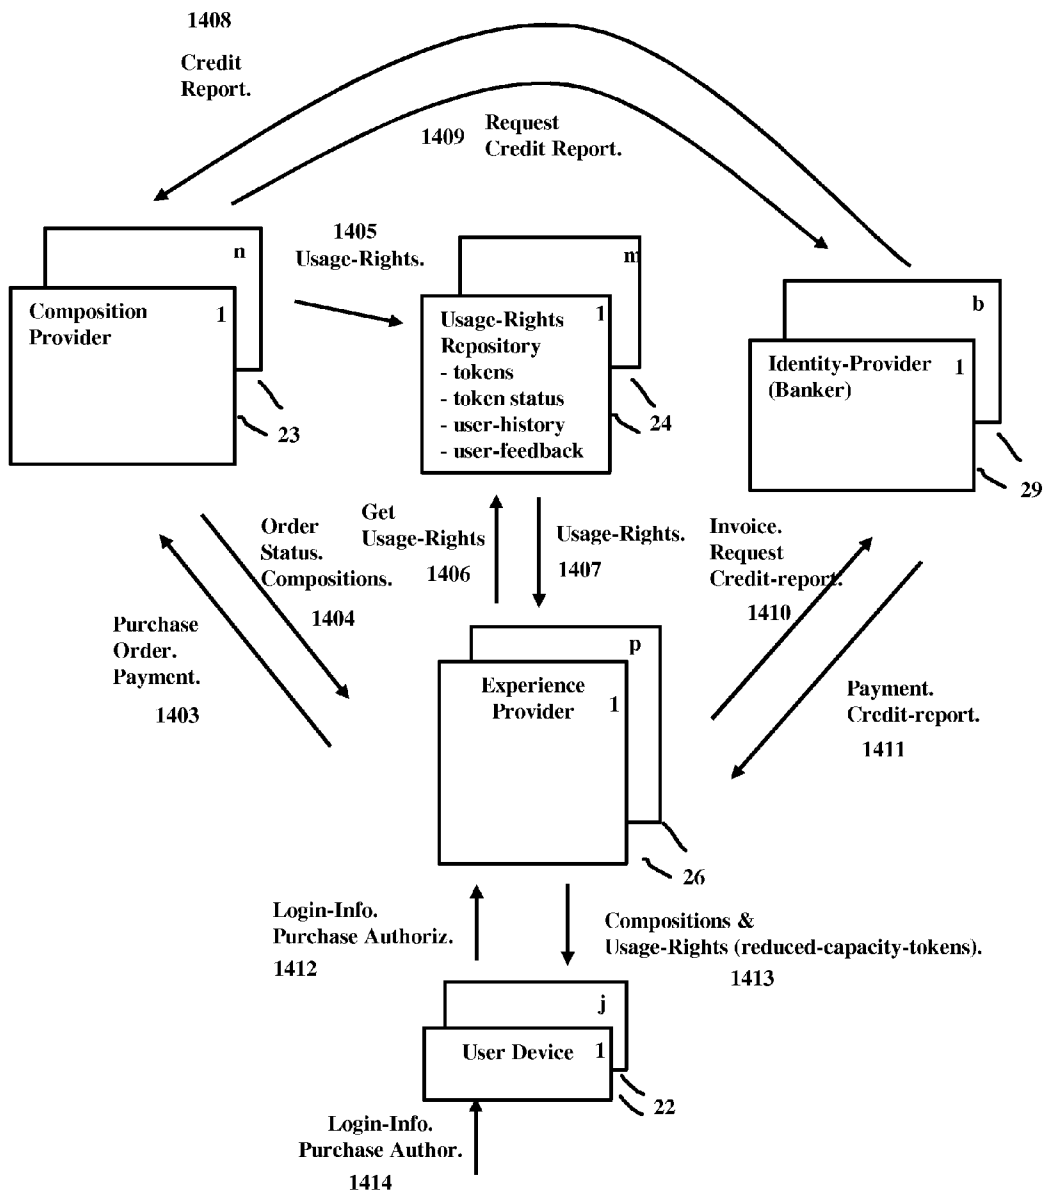 1408
Credit
Report.
1409
Request
Credit Report.
1405
Usage-Rights.
n
Composition
Provider
1
23
m
Usage-Rights
Repository
- tokens
- token status
- user-history
- user-feedback
1
24
b
Identity-Provider
(Banker)
1
29
Order
Status.
Compositions.
1404
Get
Usage-Rights
1406
Usage-Rights.
1407
Invoice.
Request
Credit-report.
1410
Purchase
Order.
Payment.
1403
p
Experience
Provider
1
26
Payment.
Credit-report.
1411
Login-Info.
Purchase Authoriz.
1412
Compositions &
Usage-Rights (reduced-capacity-tokens).
1413
j
User Device
1
22
Login-Info.
Purchase Author.
1414